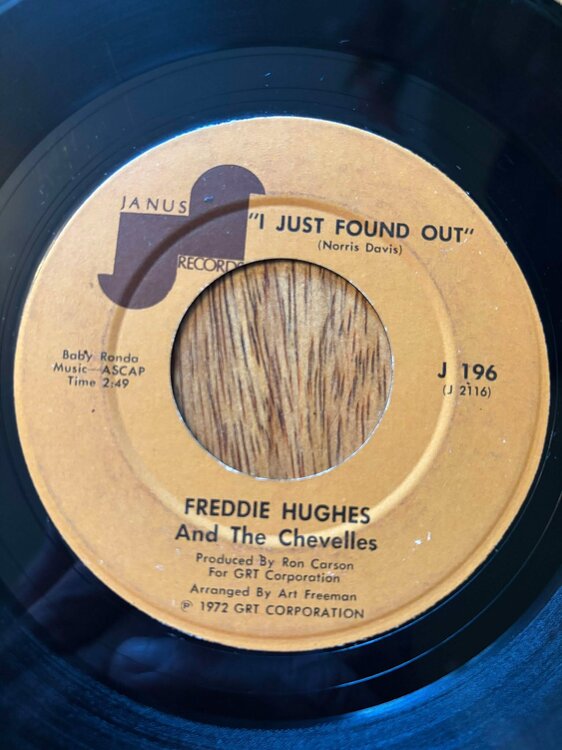 JANUS
RECORDS
"I JUST FOUND OUT"
(Norris Davis)
Baby Ronda
Music—ASCAP
Time 2:49
J 196
(J 2116)
FREDDIE HUGHES
And The Chevelles
Produced By Ron Carson
For GRT Corporation
Arranged By Art Freeman
℗ 1972 GRT CORPORATION